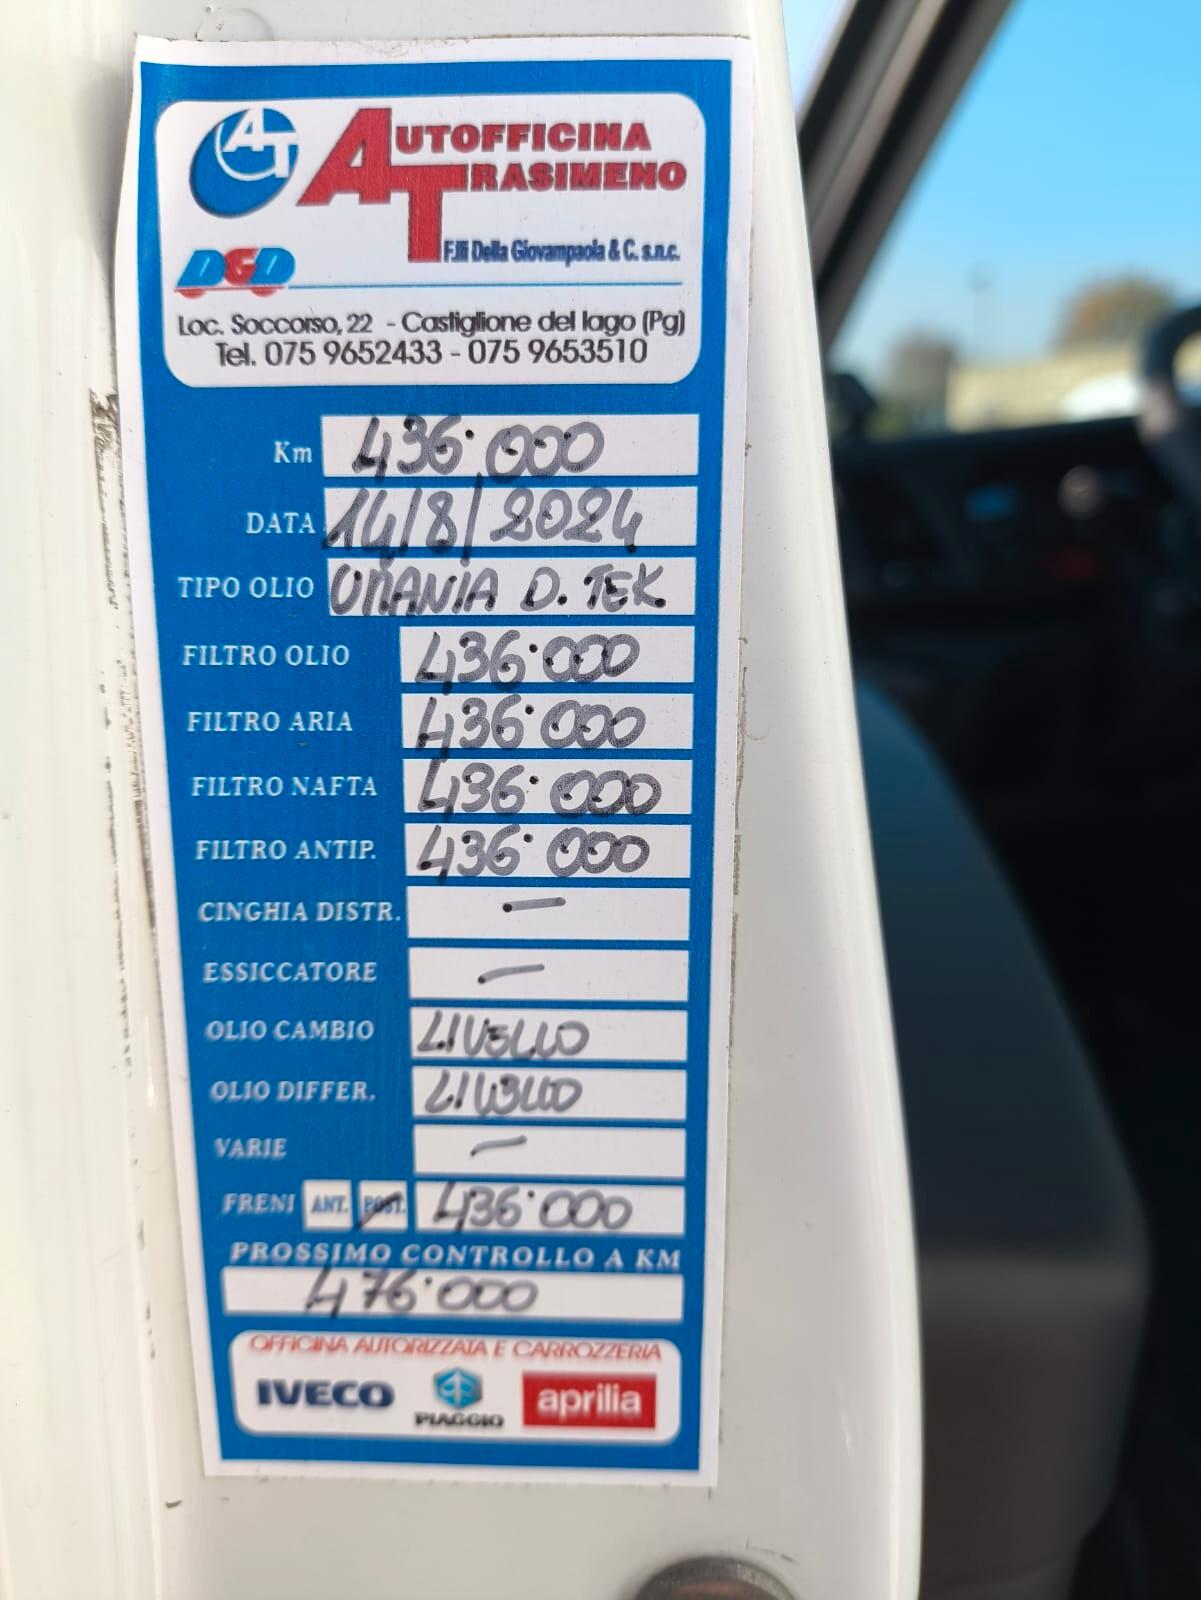 AT
AUTOFFICINA
TRASIMENO
F.lli Della Giovampaola & C. s.n.c.
DGD
Loc. Soccorso, 22 - Castiglione del lago (Pg)
Tel. 075 9652433 - 075 9653510
Km 436.000
DATA 14/8/2024
TIPO OLIO URANIA D. TEK
FILTRO OLIO 436.000
FILTRO ARIA 436.000
FILTRO NAFTA 436.000
FILTRO ANTIP. 436.000
CINGHIA DISTR. -
ESSICCATORE -
OLIO CAMBIO LIVELLO
OLIO DIFFER. LIVELLO
VARIE -
FRENI ANT. POST. 436.000
PROSSIMO CONTROLLO A KM
476.000
OFFICINA AUTORIZZATA E CARROZZERIA
IVECO PIAGGIO aprilia